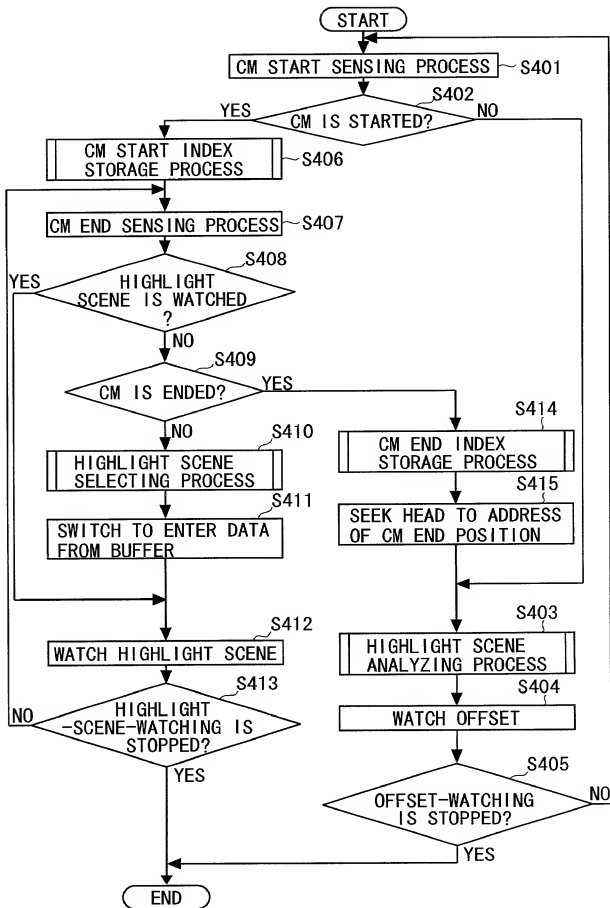 START
CM START SENSING PROCESS
S401
S402
YES
CM IS STARTED?
NO
CM START INDEX
STORAGE PROCESS
S406
CM END SENSING PROCESS
S407
S408
YES
HIGHLIGHT
SCENE IS WATCHED
?
NO
S409
CM IS ENDED?
YES
NO
S410
HIGHLIGHT SCENE
SELECTING PROCESS
S411
SWITCH TO ENTER DATA
FROM BUFFER
S414
CM END INDEX
STORAGE PROCESS
S415
SEEK HEAD TO ADDRESS
OF CM END POSITION
S412
WATCH HIGHLIGHT SCENE
S413
HIGHLIGHT
-SCENE-WATCHING IS
STOPPED?
NO
YES
S403
HIGHLIGHT SCENE
ANALYZING PROCESS
S404
WATCH OFFSET
S405
OFFSET-WATCHING
IS STOPPED?
NO
YES
END